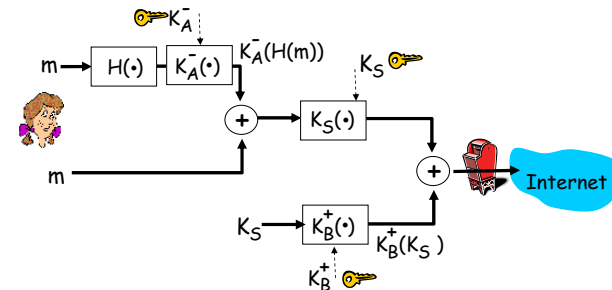 K_A^-
m H(•) K_A^-(•) K_A^-(H(m))
K_S
+ K_S(•)
m
+ Internet
K_S K_B^+(•) K_B^+(K_S )
K_B^+